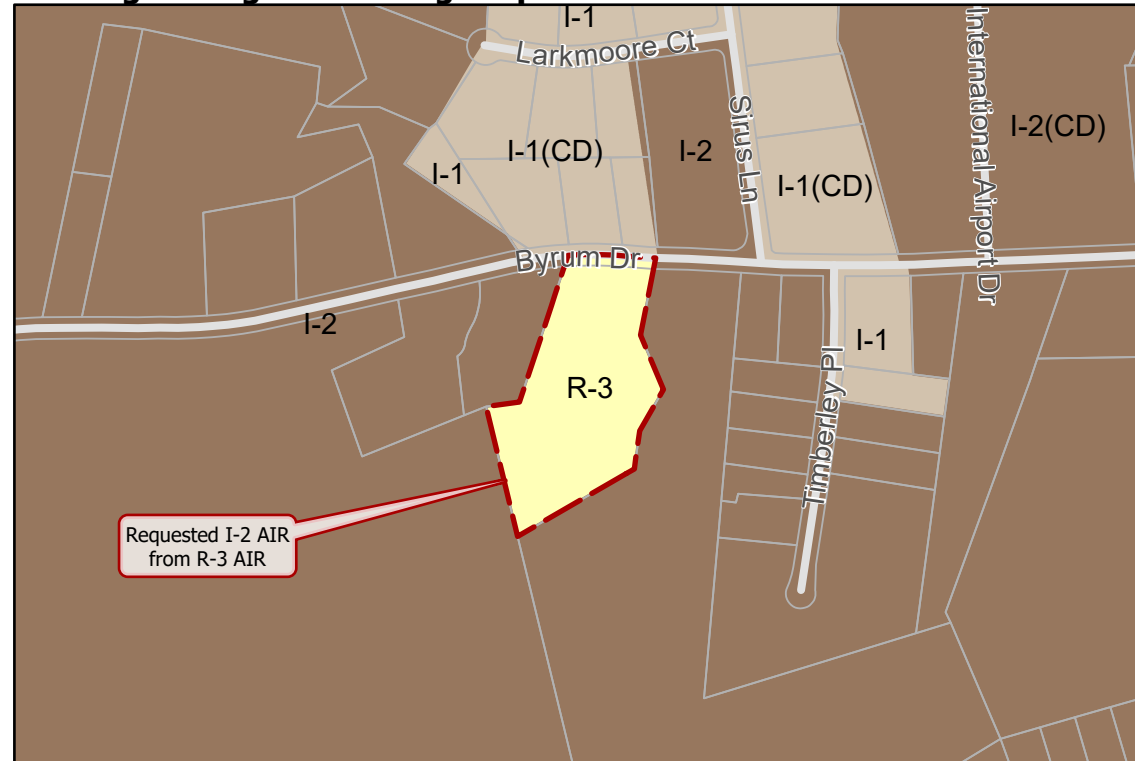 I-1
Larkmoore Ct
International Airport Dr
Sirus Ln
I-2(CD)
I-1(CD)
I-2
I-1
I-1(CD)
Byrum Dr
I-2
I-1
R-3
Timberley Pl
Requested I-2 AIR
from R-3 AIR